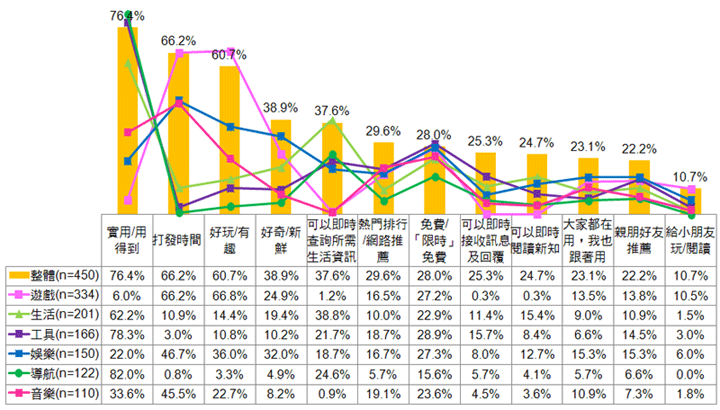 76.4%
66.2%
60.7%
38.9%
37.6%
29.6%
28.0%
25.3%
24.7%
23.1%
22.2%
10.7%
實用/用得到 打發時間 好玩/有趣 好奇/新鮮 可以即時查詢所需生活資訊 熱門排行/網路推薦 免費/「限時」免費 可以即時接收訊息及回覆 可以即時閱讀新知 大家都在用，我也跟著用 親朋好友推薦 給小朋友玩/閱讀
整體(n=450) 76.4% 66.2% 60.7% 38.9% 37.6% 29.6% 28.0% 25.3% 24.7% 23.1% 22.2% 10.7%
遊戲(n=334) 6.0% 66.2% 66.8% 24.9% 1.2% 16.5% 27.2% 0.3% 0.3% 13.5% 13.8% 10.5%
生活(n=201) 62.2% 10.9% 14.4% 19.4% 38.8% 10.0% 22.9% 11.4% 15.4% 9.0% 10.9% 1.5%
工具(n=166) 78.3% 3.0% 10.8% 10.2% 21.7% 18.7% 28.9% 15.7% 8.4% 6.6% 14.5% 3.0%
娛樂(n=150) 22.0% 46.7% 36.0% 32.0% 18.7% 16.7% 27.3% 8.0% 12.7% 15.3% 15.3% 6.0%
導航(n=122) 82.0% 0.8% 3.3% 4.9% 24.6% 5.7% 15.6% 5.7% 4.1% 5.7% 6.6% 0.0%
音樂(n=110) 33.6% 45.5% 22.7% 8.2% 0.9% 19.1% 23.6% 4.5% 3.6% 10.9% 7.3% 1.8%